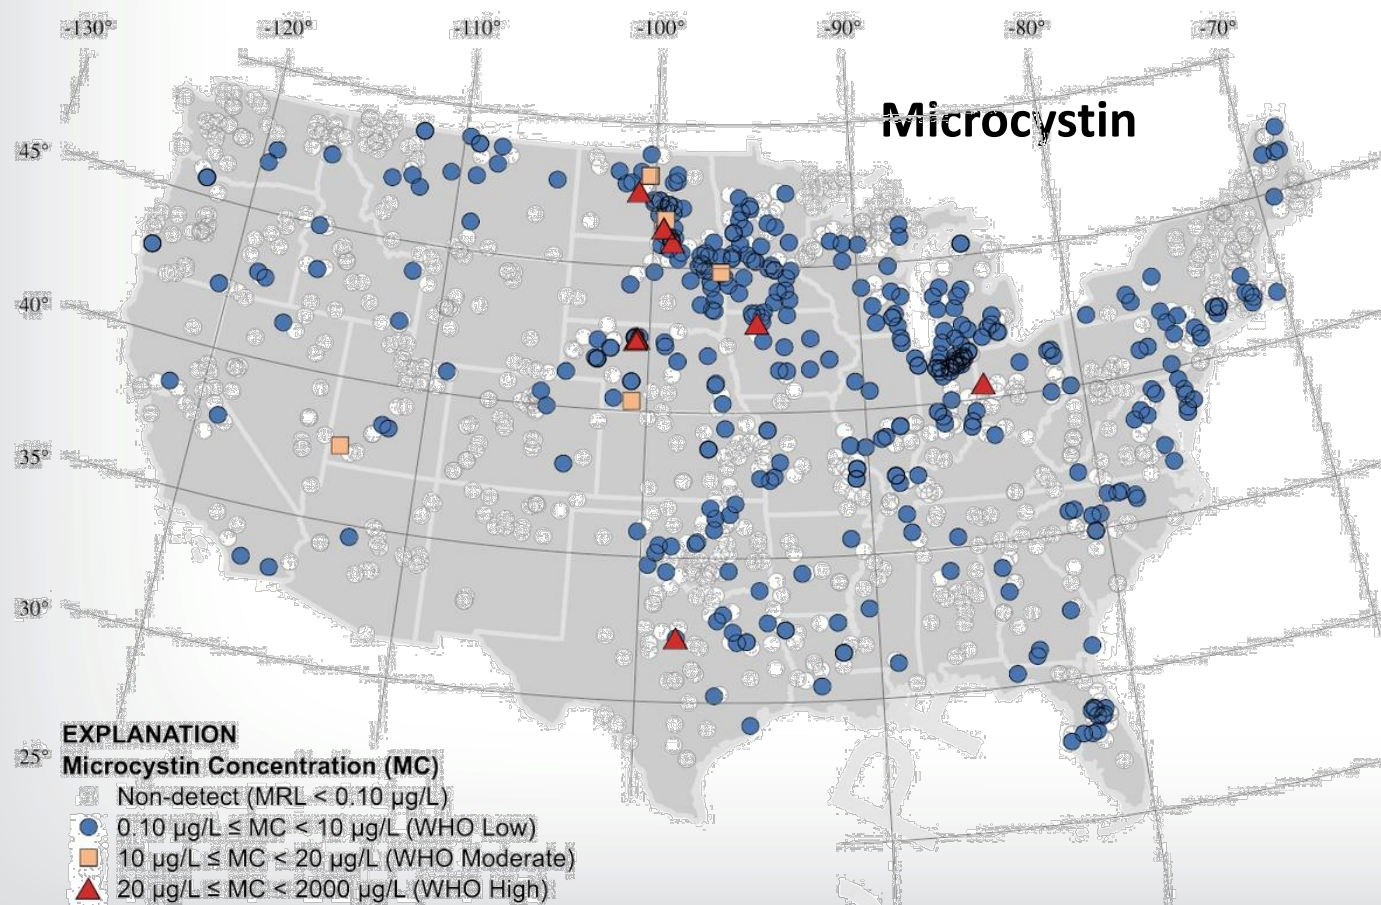 -130° -120° -110° -100° -90° -80° -70°
Microcystin
45°
40°
35°
30°
25°
EXPLANATION
Microcystin Concentration (MC)
Non-detect (MRL < 0.10 µg/L)
0.10 µg/L ≤ MC < 10 µg/L (WHO Low)
10 µg/L ≤ MC < 20 µg/L (WHO Moderate)
20 µg/L ≤ MC < 2000 µg/L (WHO High)